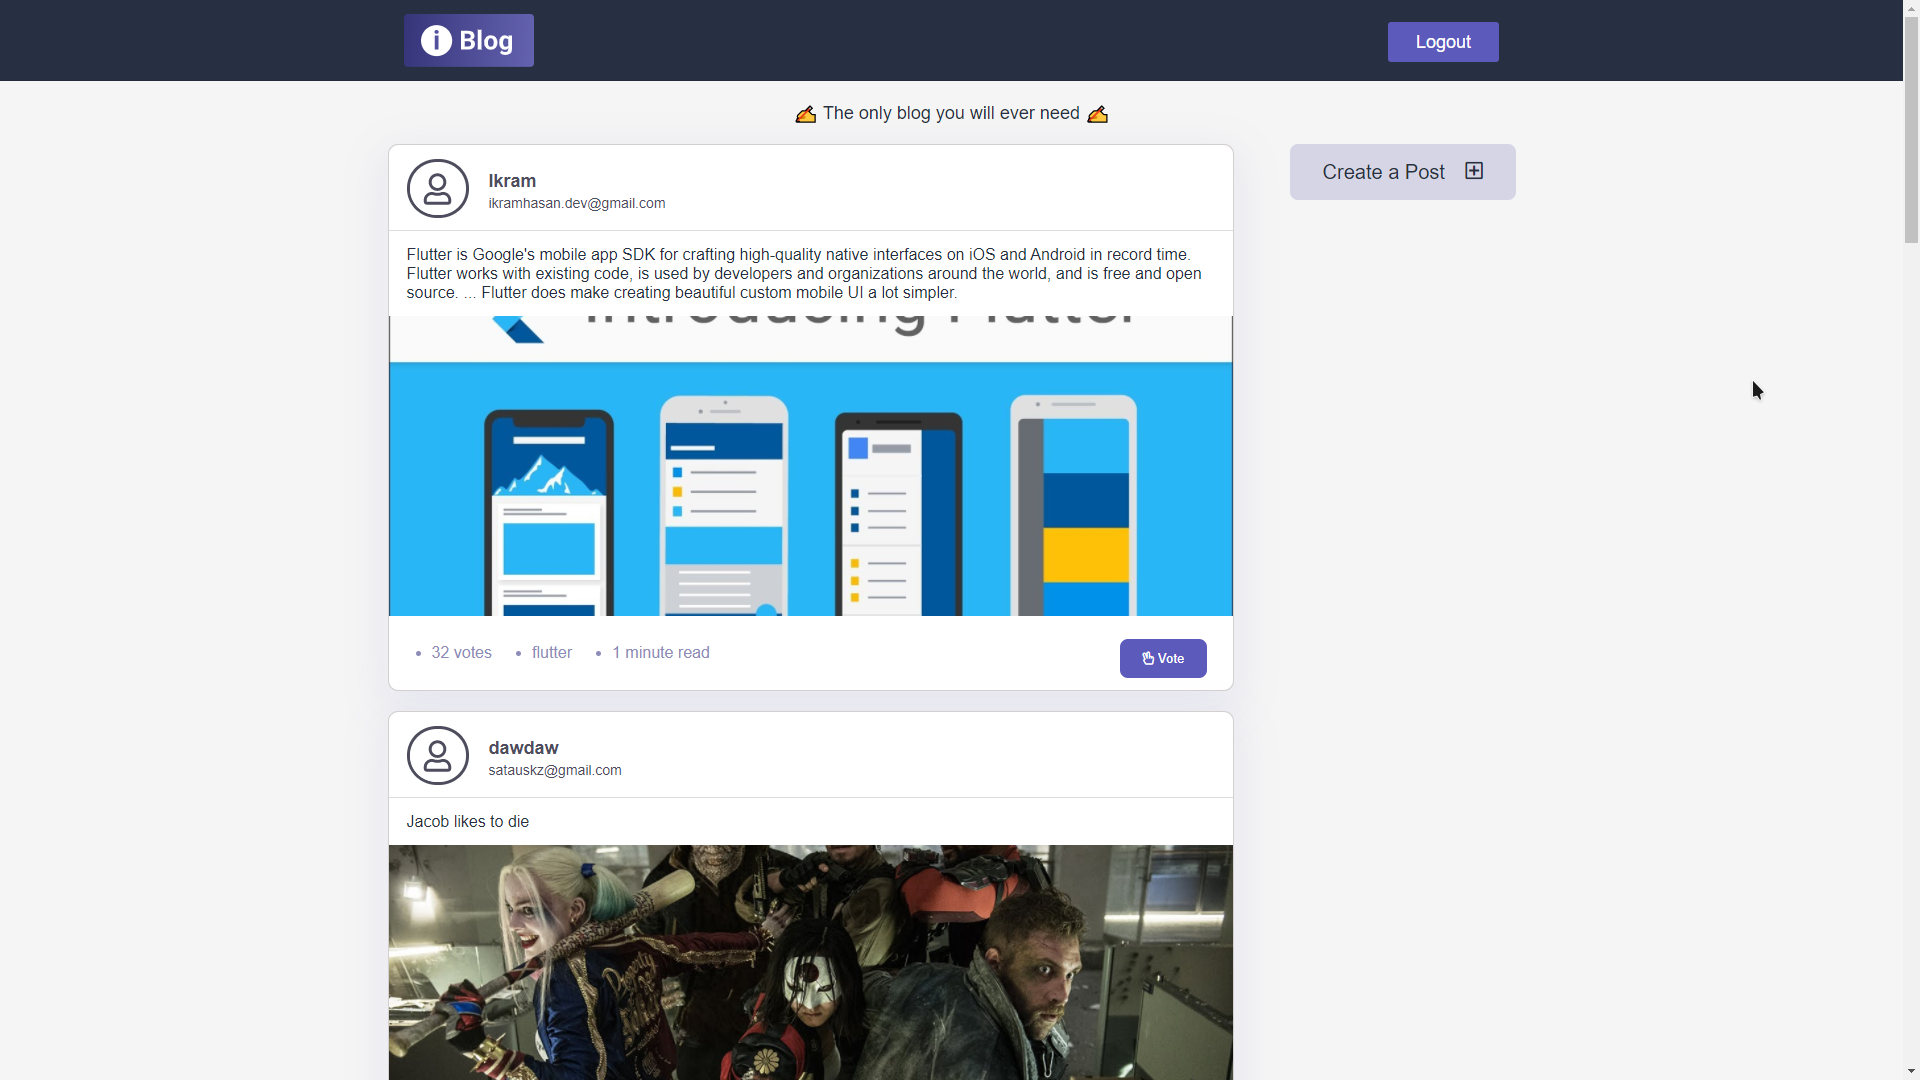 i Blog
Logout
✍ The only blog you will ever need ✍
Ikram
ikramhasan.dev@gmail.com
Create a Post
Flutter is Google's mobile app SDK for crafting high-quality native interfaces on iOS and Android in record time.
Flutter works with existing code, is used by developers and organizations around the world, and is free and open
source. ... Flutter does make creating beautiful custom mobile UI a lot simpler.
Introducing Flutter
• 32 votes • flutter • 1 minute read
Vote
dawdaw
satauskz@gmail.com
Jacob likes to die